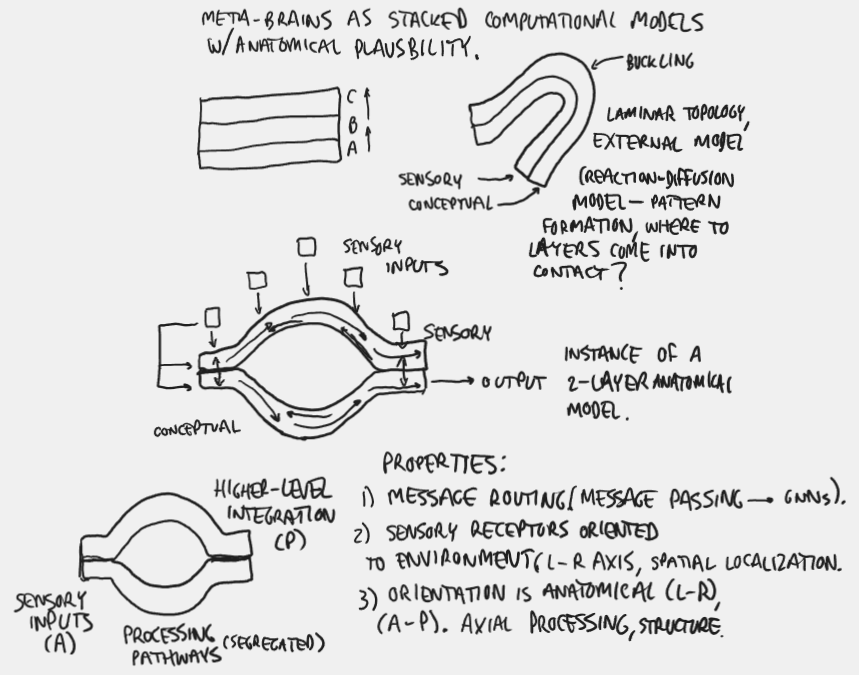 META-BRAINS AS STACKED COMPUTATIONAL MODELS
W/ANATOMICAL PLAUSBILITY.
C
B
A
BUCKLING
LAMINAR TOPOLOGY,
EXTERNAL MODEL
SENSORY
CONCEPTUAL
(REACTION-DIFFUSION
MODEL — PATTERN
FORMATION, WHERE TO
LAYERS COME INTO
CONTACT?
SENSORY
INPUTS
SENSORY
OUTPUT
CONCEPTUAL
INSTANCE OF A
2-LAYER ANATOMICAL
MODEL.
HIGHER-LEVEL
INTEGRATION
(P)
SENSORY
INPUTS
(A)
PROCESSING
PATHWAYS (SEGREGATED)
PROPERTIES:
1) MESSAGE ROUTING (MESSAGE PASSING → GNNs).
2) SENSORY RECEPTORS ORIENTED
TO ENVIRONMENT (L-R AXIS, SPATIAL LOCALIZATION.
3) ORIENTATION IS ANATOMICAL (L-R),
(A-P). AXIAL PROCESSING, STRUCTURE.